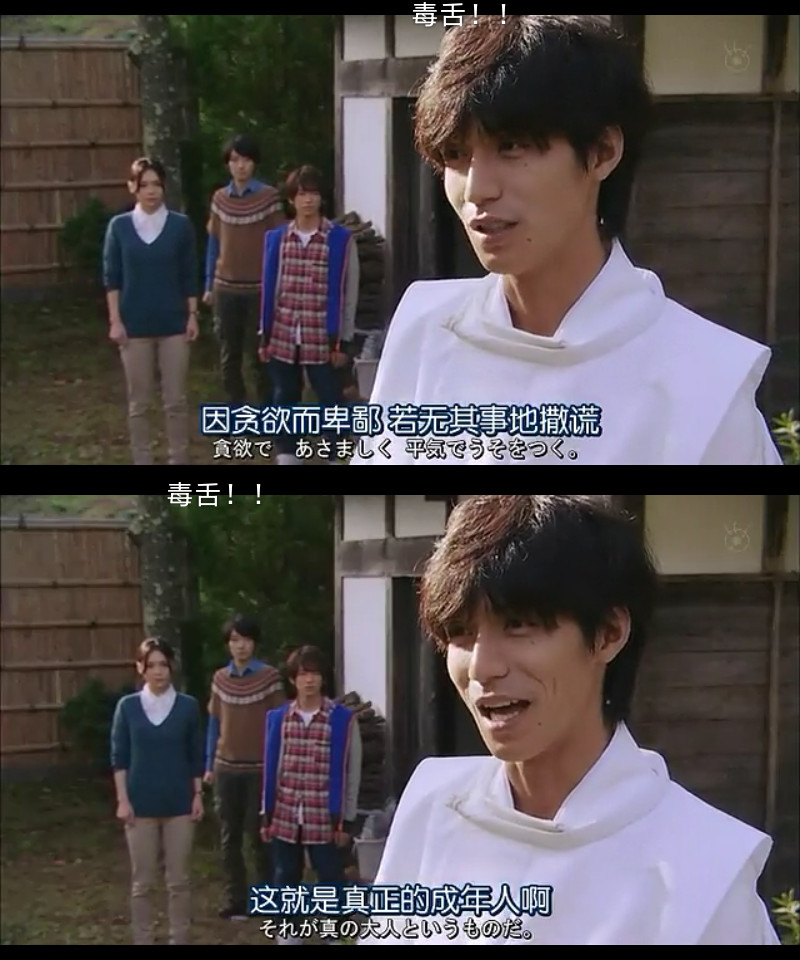 毒舌！！
因贪欲而卑鄙 若无其事地撒谎
貪欲で　あさましく 平気でうそをつく。
毒舌！！
这就是真正的成年人啊
それが真の大人というものだ。